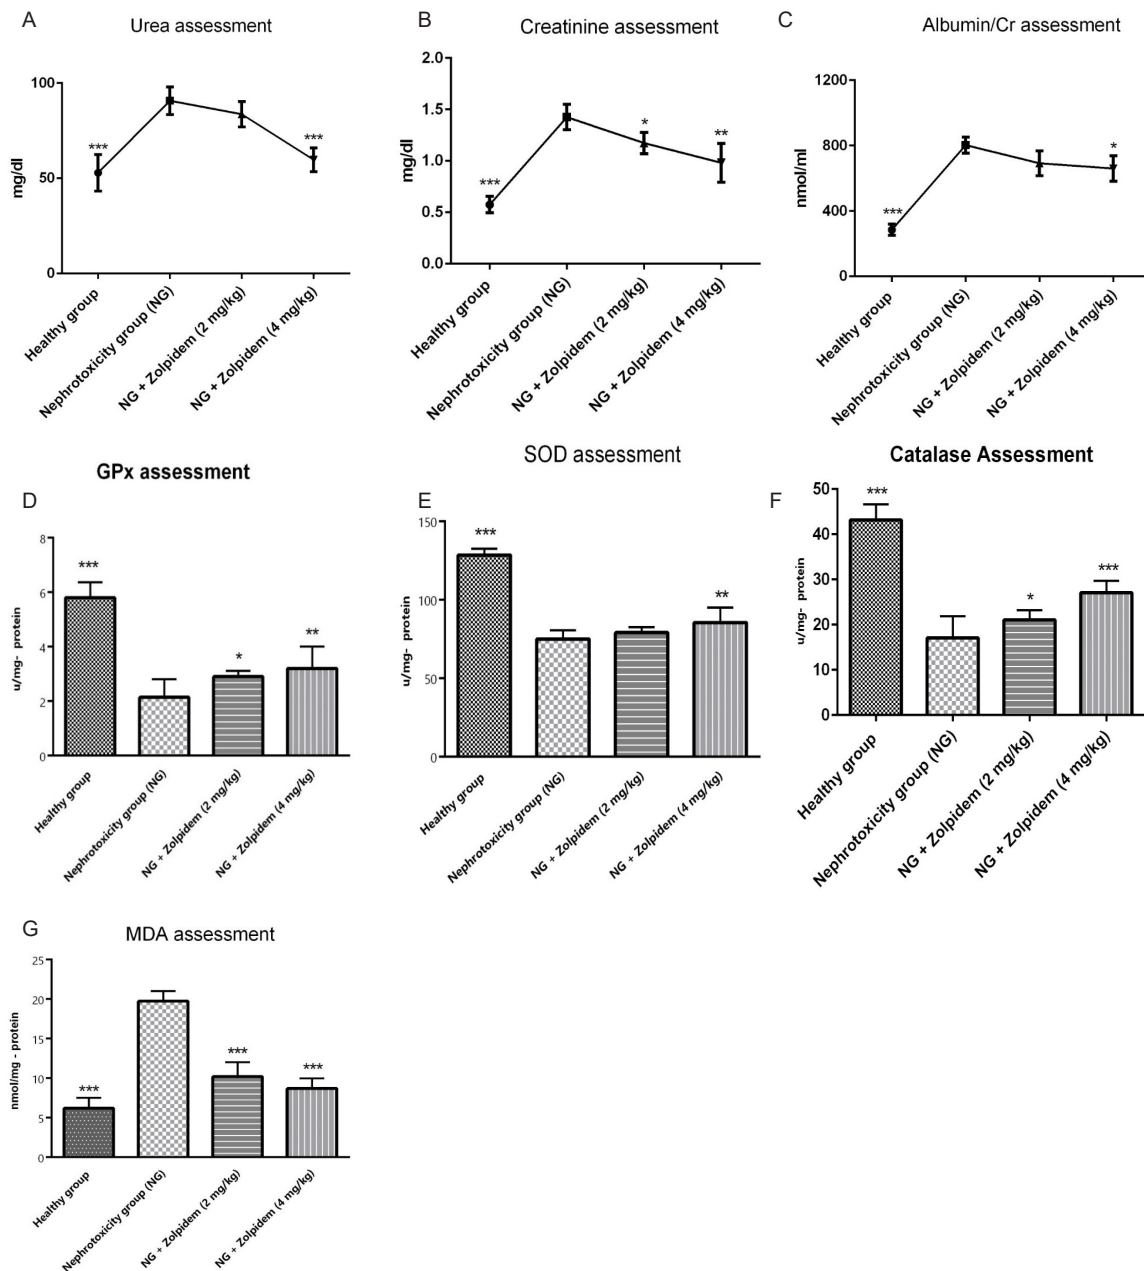 A
Urea assessment
100
50
0
mg/dl
***
***
Healthy group
Nephrotoxicity group (NG)
NG + Zolpidem (2 mg/kg)
NG + Zolpidem (4 mg/kg)
B
Creatinine assessment
2.0
1.5
1.0
0.5
0.0
mg/dl
***
*
**
Healthy group
Nephrotoxicity group (NG)
NG + Zolpidem (2 mg/kg)
NG + Zolpidem (4 mg/kg)
C
Albumin/Cr assessment
1200
800
400
0
nmol/ml
***
*
Healthy group
Nephrotoxicity group (NG)
NG + Zolpidem (2 mg/kg)
NG + Zolpidem (4 mg/kg)
GPx assessment
D
8
6
4
2
0
u/mg- protein
***
*
**
Healthy group
Nephrotoxicity group (NG)
NG + Zolpidem (2 mg/kg)
NG + Zolpidem (4 mg/kg)
SOD assessment
E
150
100
50
0
u/mg- protein
***
**
Healthy group
Nephrotoxicity group (NG)
NG + Zolpidem (2 mg/kg)
NG + Zolpidem (4 mg/kg)
Catalase Assessment
F
50
40
30
20
10
0
u/mg- protein
***
*
***
Healthy group
Nephrotoxicity group (NG)
NG + Zolpidem (2 mg/kg)
NG + Zolpidem (4 mg/kg)
G
MDA assessment
25
20
15
10
5
0
nmol/mg - protein
***
***
***
Healthy group
Nephrotoxicity group (NG)
NG + Zolpidem (2 mg/kg)
NG + Zolpidem (4 mg/kg)